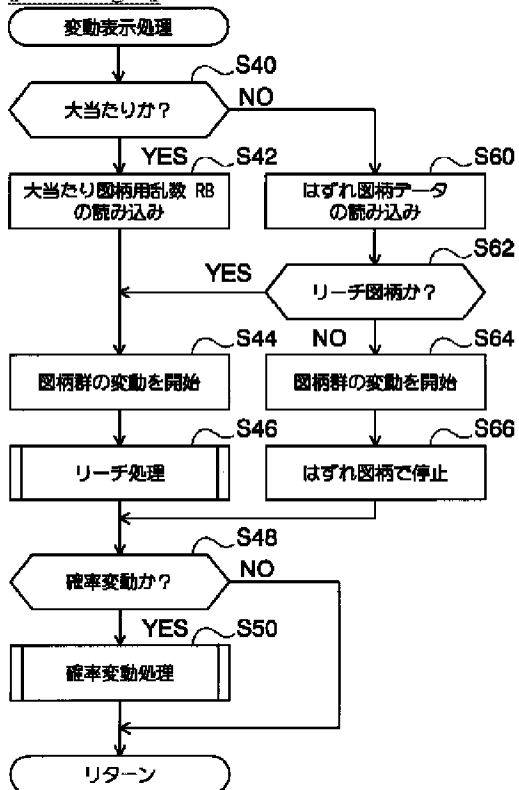 変動表示処理
S40
大当たりか?
NO
YES
S42
S60
大当たり図柄用乱数 RB
の読み込み
はずれ図柄データ
の読み込み
S62
YES
リーチ図柄か?
NO
S44
S64
図柄群の変動を開始
図柄群の変動を開始
S46
S66
リーチ処理
はずれ図柄で停止
S48
確率変動か?
NO
YES
S50
確率変動処理
リターン